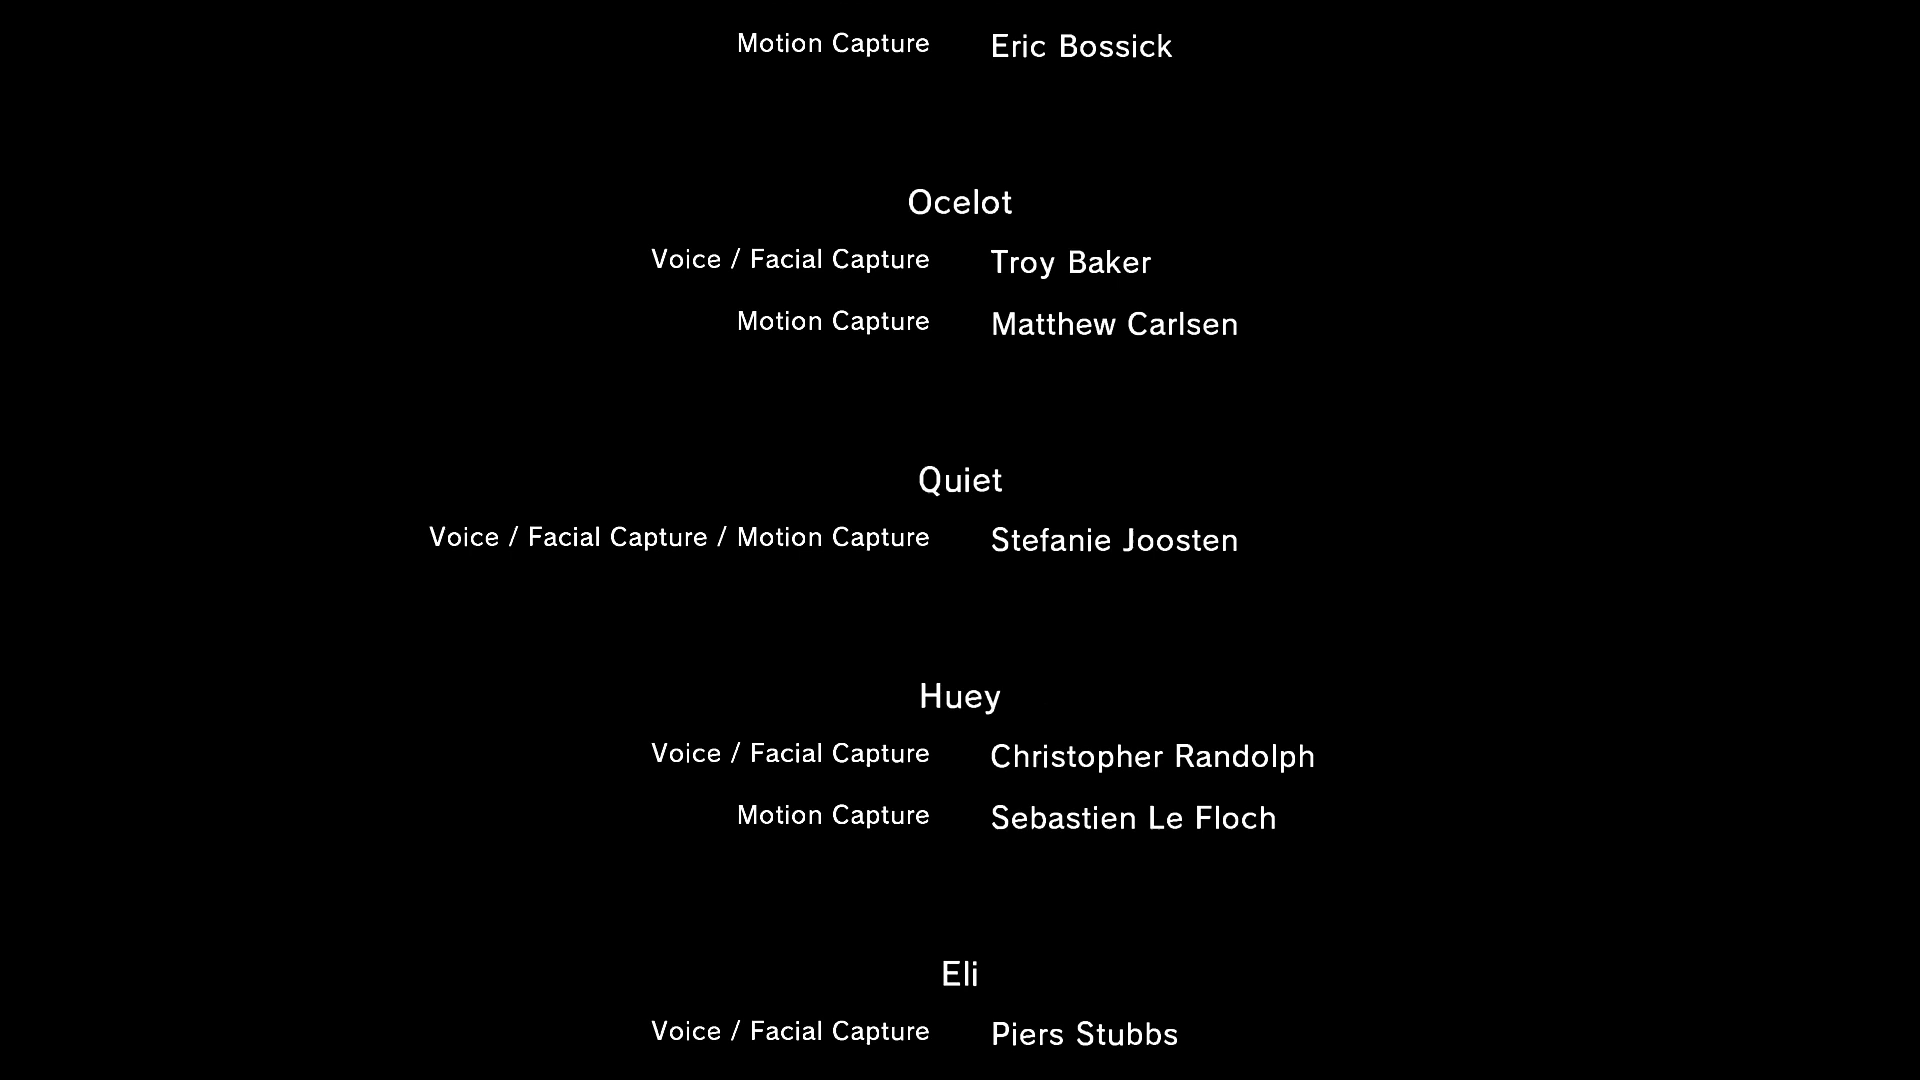 Motion Capture Eric Bossick
Ocelot
Voice / Facial Capture Troy Baker
Motion Capture Matthew Carlsen
Quiet
Voice / Facial Capture / Motion Capture Stefanie Joosten
Huey
Voice / Facial Capture Christopher Randolph
Motion Capture Sebastien Le Floch
Eli
Voice / Facial Capture Piers Stubbs